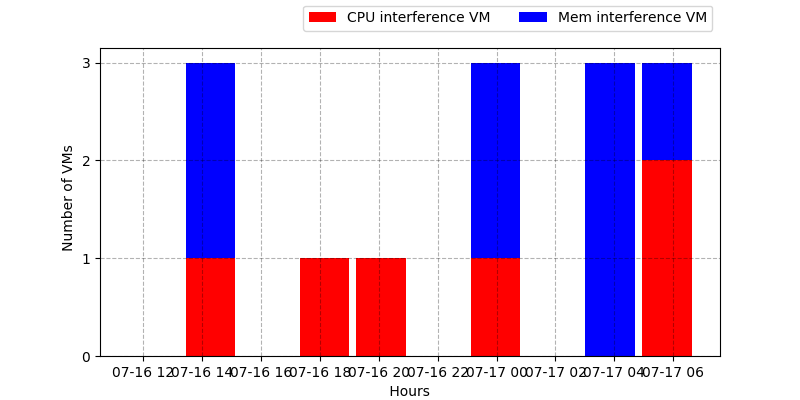 CPU interference VM Mem interference VM
3
2
1
0
Number of VMs
07-16 12 07-16 14 07-16 16 07-16 18 07-16 20 07-16 22 07-17 00 07-17 02 07-17 04 07-17 06
Hours